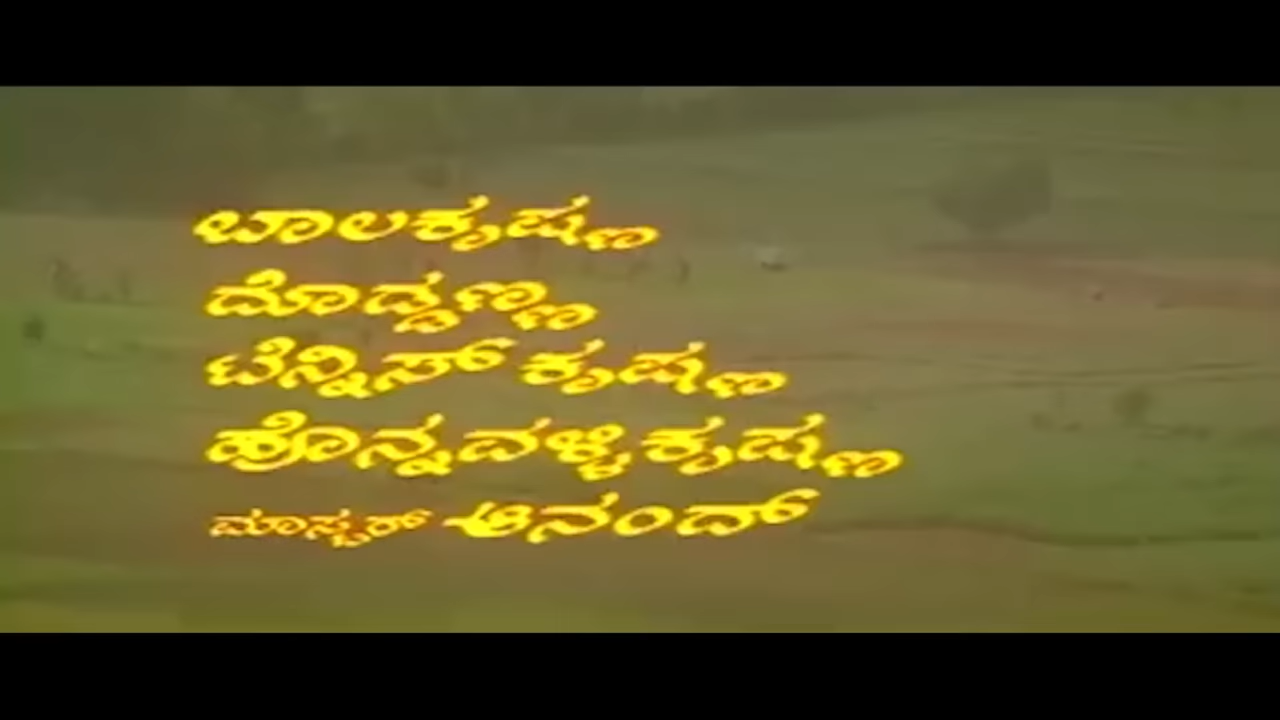 ಬಾಲಕೃಷ್ಣ
ದೊಡ್ಡಣ್ಣ
ಟೆನ್ನಿಸ್ ಕೃಷ್ಣ
ಹೊನ್ನವಳ್ಳಿಕೃಷ್ಣ
ಮಾಸ್ಟರ್ ಆನಂದ್